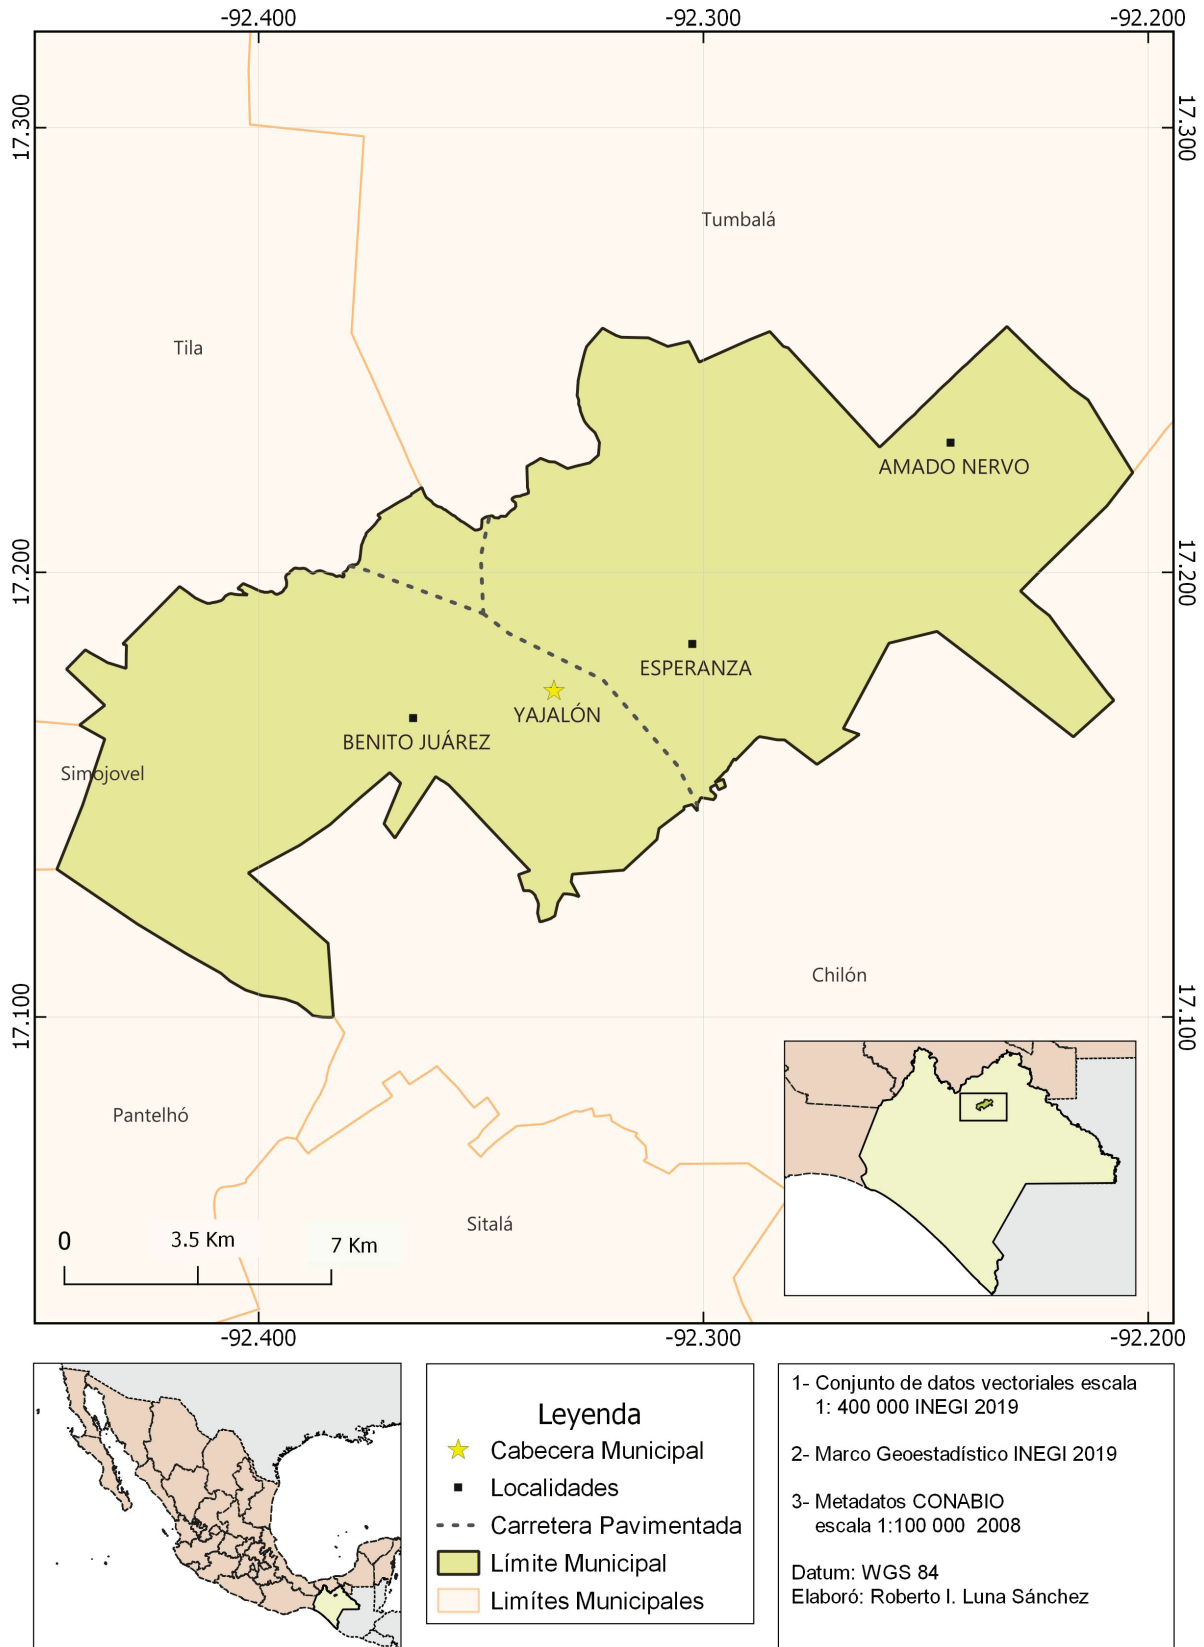 -92.400
-92.300
-92.200
17.300
17.300
Tumbalá
Tila
AMADO NERVO
17.200
17.200
ESPERANZA
YAJALÓN
BENITO JUÁREZ
Simojovel
Chilón
17.100
17.100
Pantelhó
Sitalá
0
3.5 Km
7 Km
-92.400
-92.300
-92.200
Leyenda
Cabecera Municipal
Localidades
Carretera Pavimentada
Límite Municipal
Limítes Municipales
1- Conjunto de datos vectoriales escala
1: 400 000 INEGI 2019
2- Marco Geoestadístico INEGI 2019
3- Metadatos CONABIO
escala 1:100 000 2008
Datum: WGS 84
Elaboró: Roberto I. Luna Sánchez